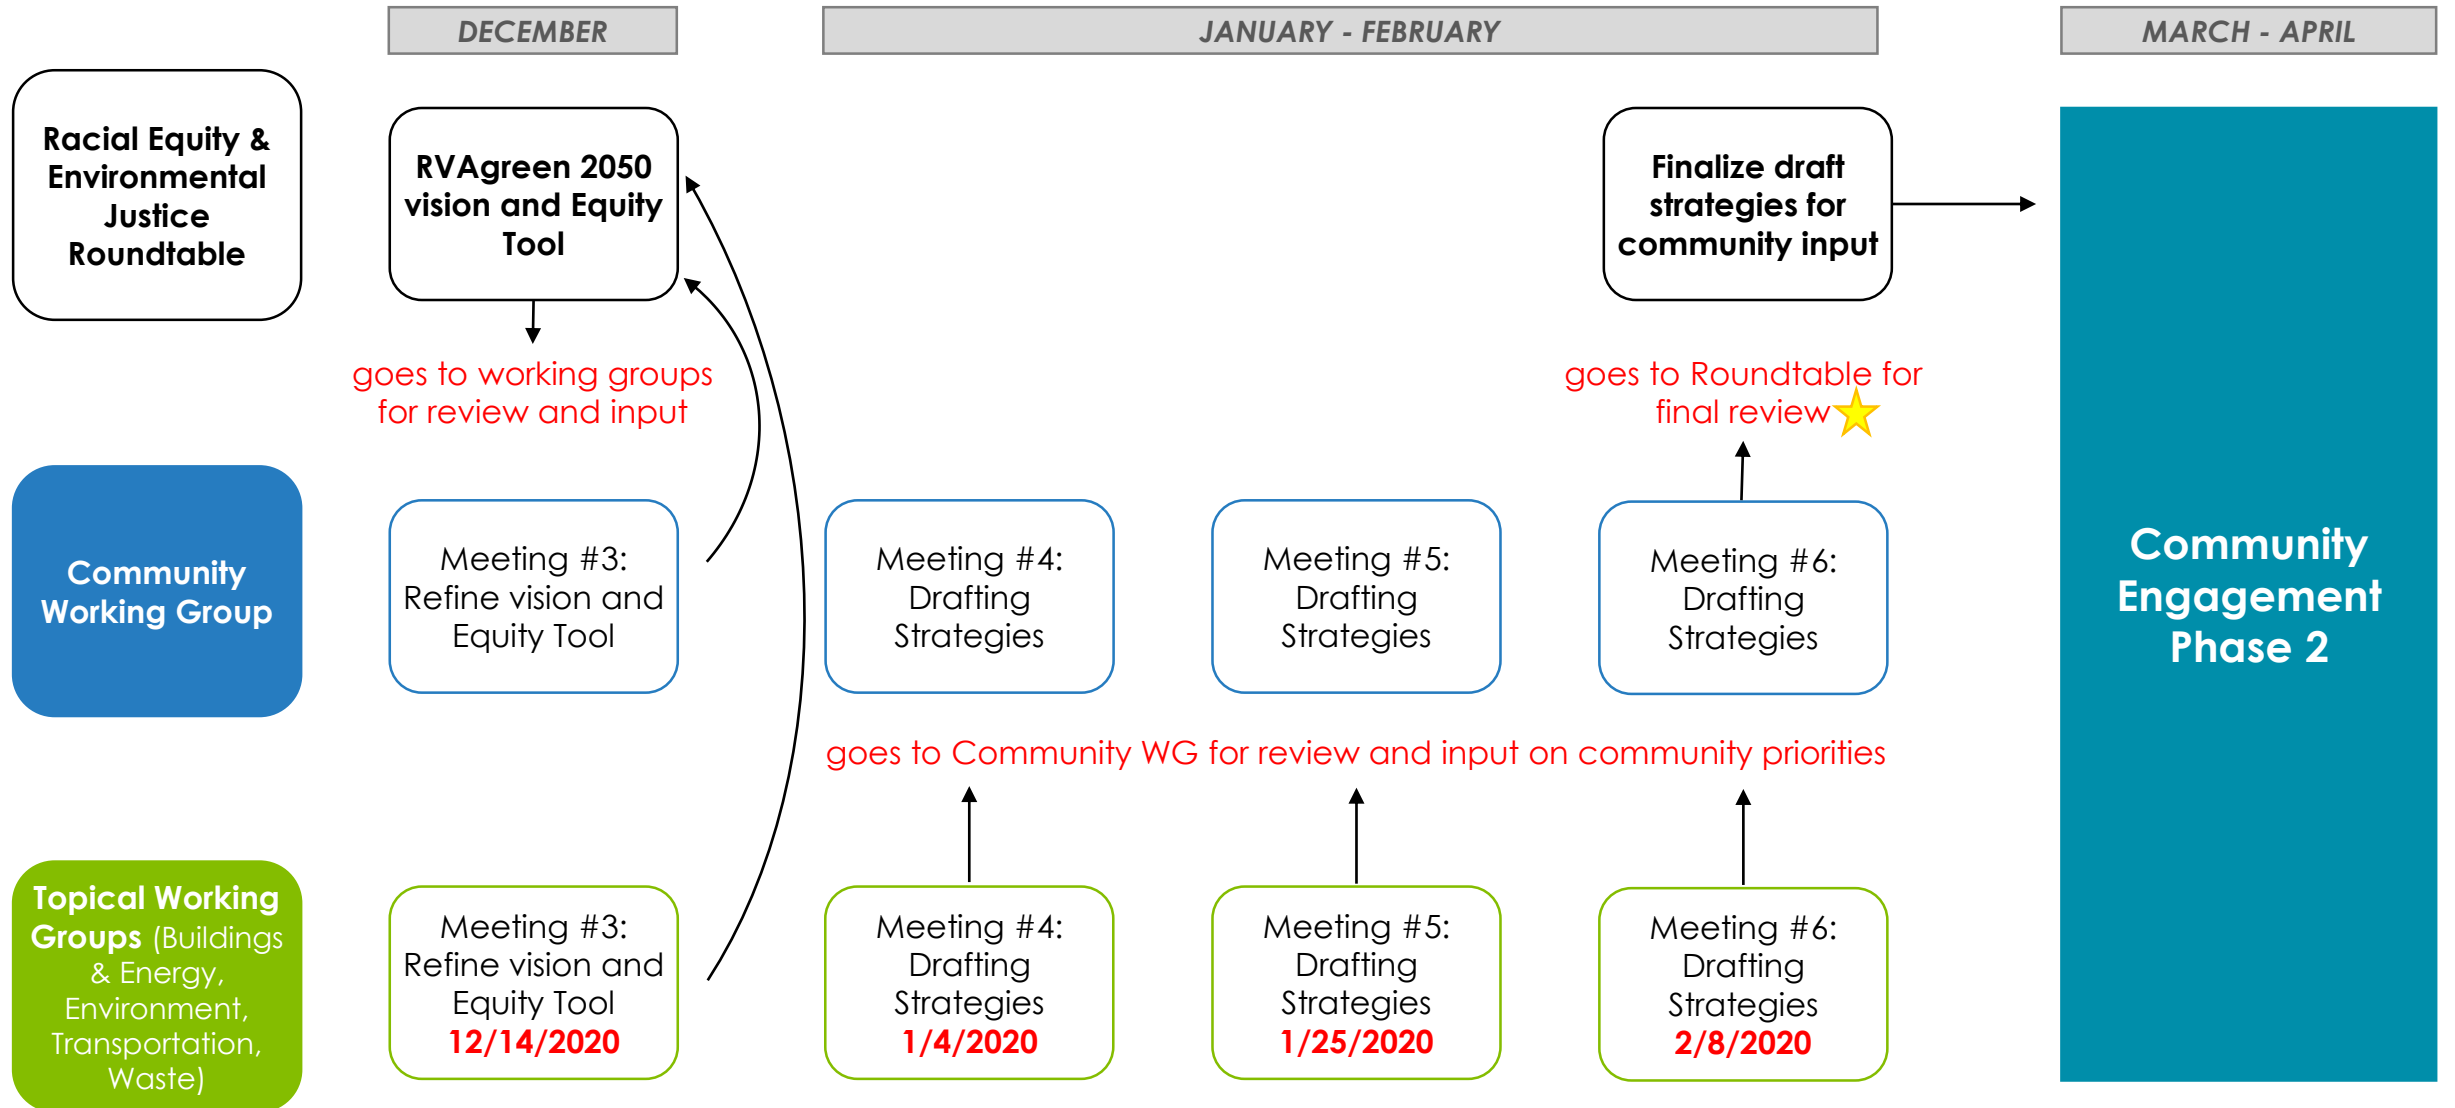 DECEMBER
JANUARY - FEBRUARY
MARCH - APRIL
Racial Equity &
Environmental
Justice
Roundtable
RVAgreen 2050
vision and Equity
Tool
Finalize draft
strategies for
community input
goes to working groups
for review and input
goes to Roundtable for
final review
Community
Working Group
Meeting #3:
Refine vision and
Equity Tool
Meeting #4:
Drafting
Strategies
Meeting #5:
Drafting
Strategies
Meeting #6:
Drafting
Strategies
Community
Engagement
Phase 2
goes to Community WG for review and input on community priorities
Topical Working
Groups (Buildings
& Energy,
Environment,
Transportation,
Waste)
Meeting #3:
Refine vision and
Equity Tool
12/14/2020
Meeting #4:
Drafting
Strategies
1/4/2020
Meeting #5:
Drafting
Strategies
1/25/2020
Meeting #6:
Drafting
Strategies
2/8/2020